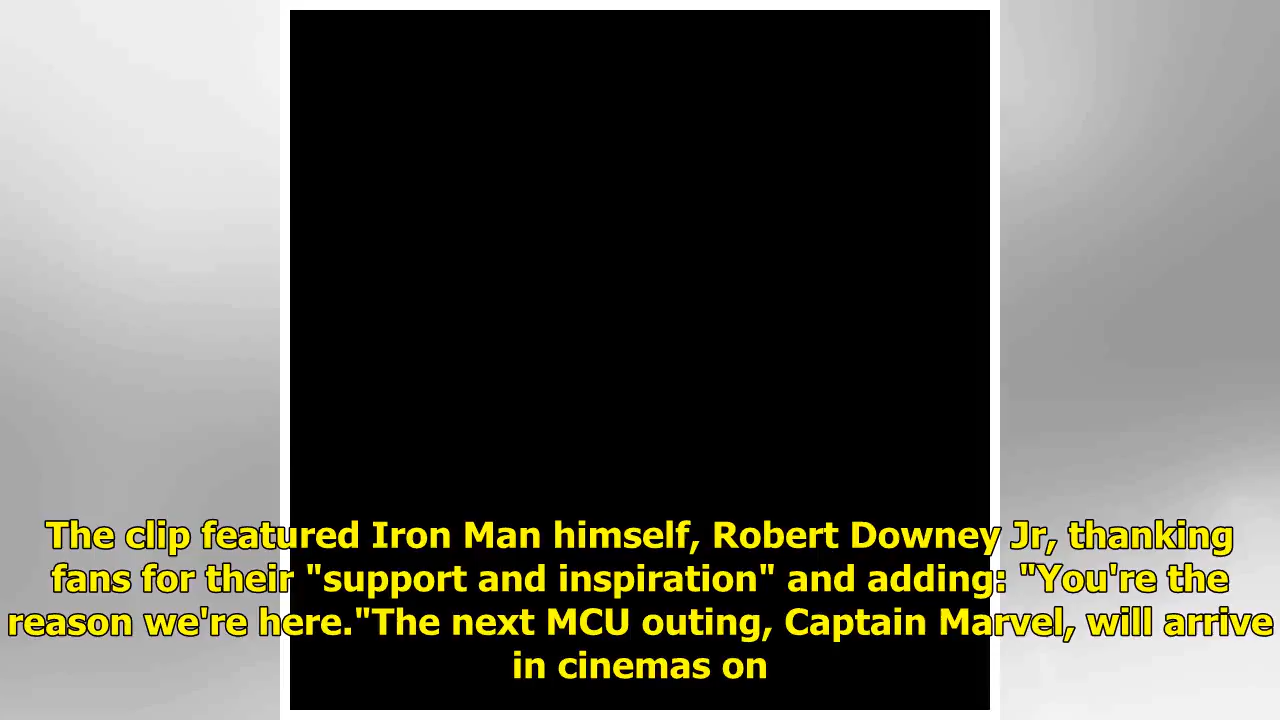 The clip featured Iron Man himself, Robert Downey Jr, thanking
fans for their "support and inspiration" and adding: "You're the
reason we're here."The next MCU outing, Captain Marvel, will arrive
in cinemas on